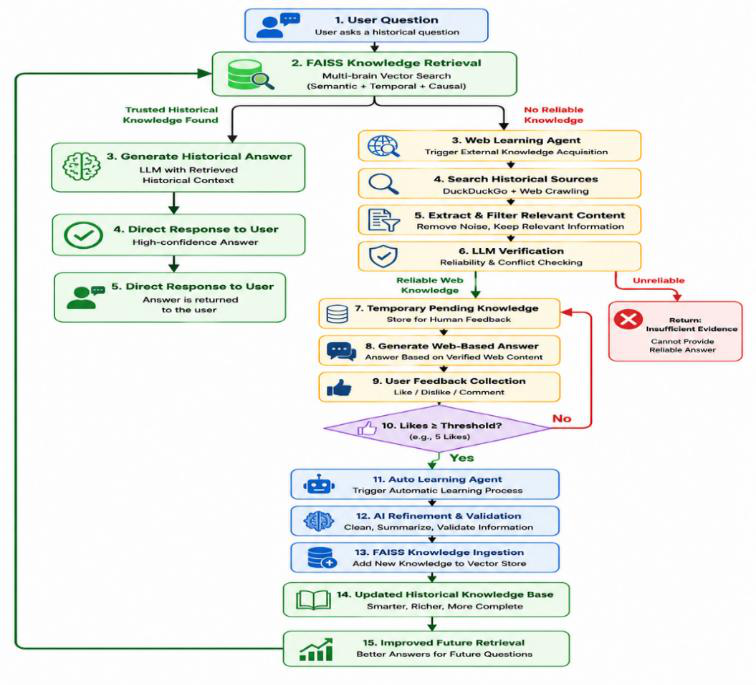 1. User Question
User asks a historical question
2. FAISS Knowledge Retrieval
Multi-brain Vector Search
(Semantic + Temporal + Causal)
Trusted Historical
Knowledge Found
No Reliable
Knowledge
3. Generate Historical Answer
LLM with Retrieved
Historical Context
4. Direct Response to User
High-confidence Answer
5. Direct Response to User
Answer is returned
to the user
3. Web Learning Agent
Trigger External Knowledge Acquisition
4. Search Historical Sources
DuckDuckGo + Web Crawling
5. Extract & Filter Relevant Content
Remove Noise, Keep Relevant Information
6. LLM Verification
Reliability & Conflict Checking
Reliable Web
Knowledge
Unreliable
Return:
Insufficient Evidence
Cannot Provide
Reliable Answer
7. Temporary Pending Knowledge
Store for Human Feedback
8. Generate Web-Based Answer
Answer Based on Verified Web Content
9. User Feedback Collection
Like / Dislike / Comment
10. Likes ≥ Threshold?
(e.g., 5 Likes)
No
Yes
11. Auto Learning Agent
Trigger Automatic Learning Process
12. AI Refinement & Validation
Clean, Summarize, Validate Information
13. FAISS Knowledge Ingestion
Add New Knowledge to Vector Store
14. Updated Historical Knowledge Base
Smarter, Richer, More Complete
15. Improved Future Retrieval
Better Answers for Future Questions